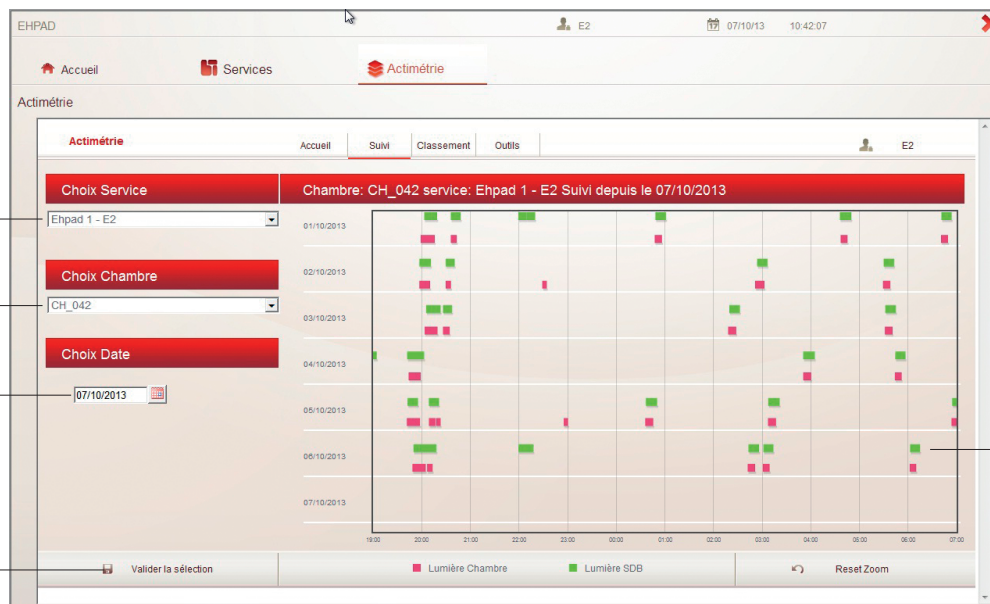 EHPAD E2 17 07/10/13 10:42:07
Accueil Services Actimétrie
Actimétrie
Actimétrie Accueil Suivi Classement Outils E2
Choix Service
Ehpad 1 - E2
Choix Chambre
CH_042
Choix Date
07/10/2013
Chambre: CH_042 service: Ehpad 1 - E2 Suivi depuis le 07/10/2013
01/10/2013
02/10/2013
03/10/2013
04/10/2013
05/10/2013
06/10/2013
07/10/2013
19:00 20:00 21:00 22:00 23:00 00:00 01:00 02:00 03:00 04:00 05:00 06:00 07:00
Valider la sélection Lumière Chambre Lumière SDB Reset Zoom